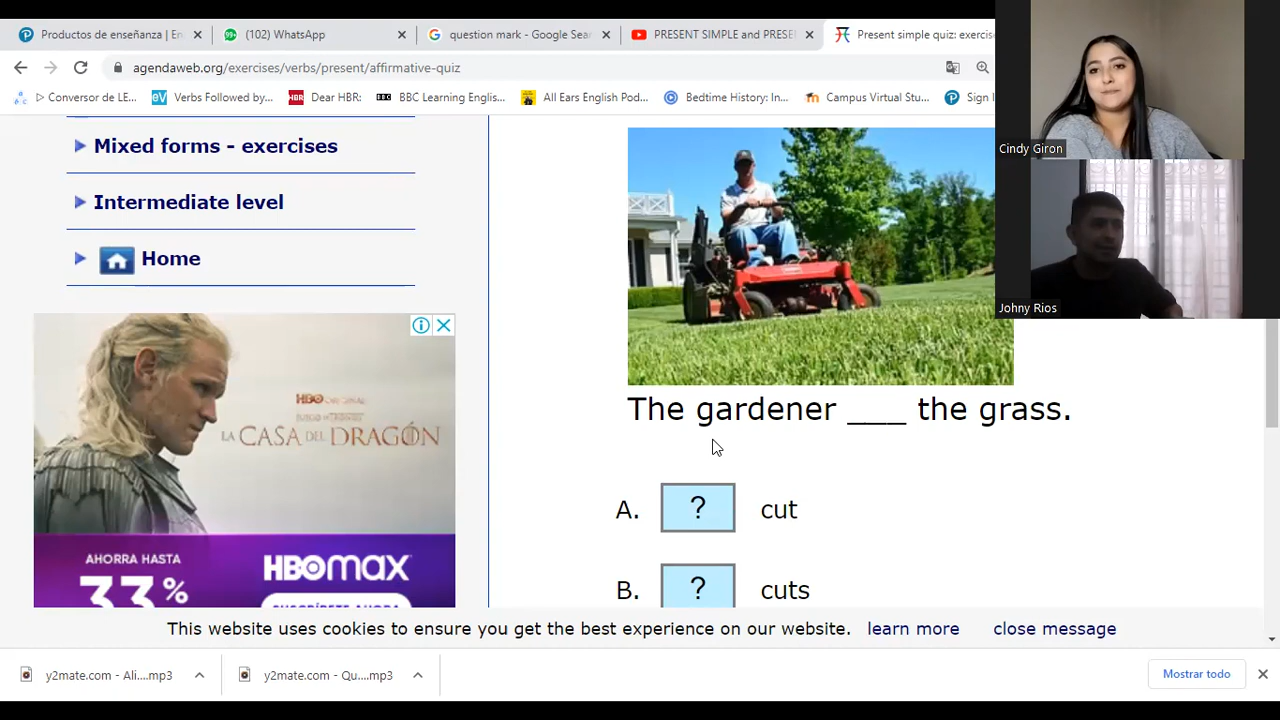 Productos de enseñanza | En
(102) WhatsApp
question mark - Google Sea
PRESENT SIMPLE and PRESE
Present simple quiz: exercise
agendaweb.org/exercises/verbs/present/affirmative-quiz
Conversor de LE...
Verbs Followed by...
Dear HBR:
BBC Learning Englis...
All Ears English Pod...
Bedtime History: In...
Campus Virtual Stu...
Sign I
Mixed forms - exercises
Intermediate level
Home
HBO ORIGINAL
LA CASA DEL DRAGÓN
AHORRA HASTA
33%
HBOmax
SUSCRÍBETE AHORA
The gardener ___ the grass.
A. ? cut
B. ? cuts
This website uses cookies to ensure you get the best experience on our website. learn more close message
y2mate.com - Ali....mp3
y2mate.com - Qu....mp3
Mostrar todo
Cindy Giron
Johny Rios